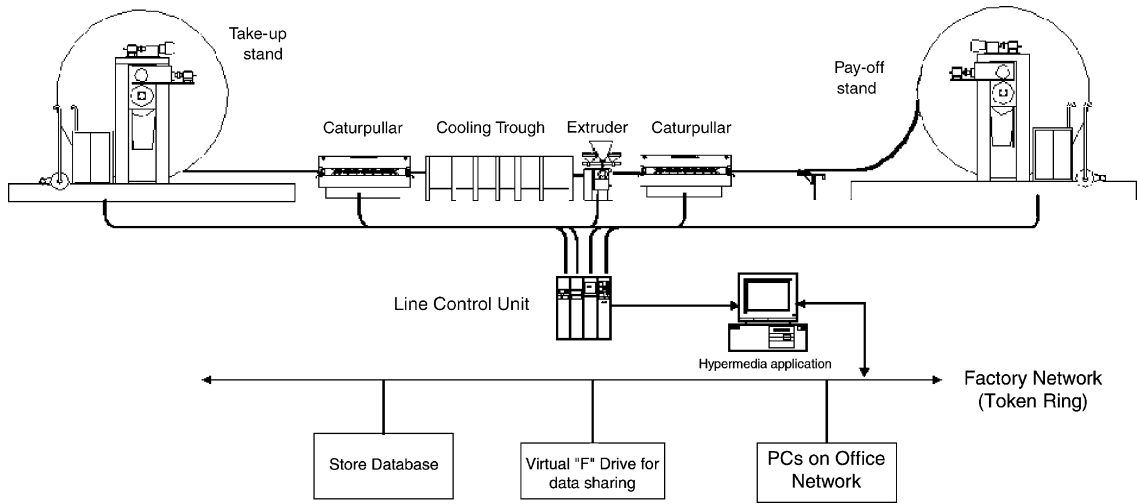 Take-up
stand
Pay-off
stand
Caturpullar
Cooling Trough
Extruder
Caturpullar
Line Control Unit
Hypermedia application
Factory Network
(Token Ring)
Store Database
Virtual "F" Drive for
data sharing
PCs on Office
Network